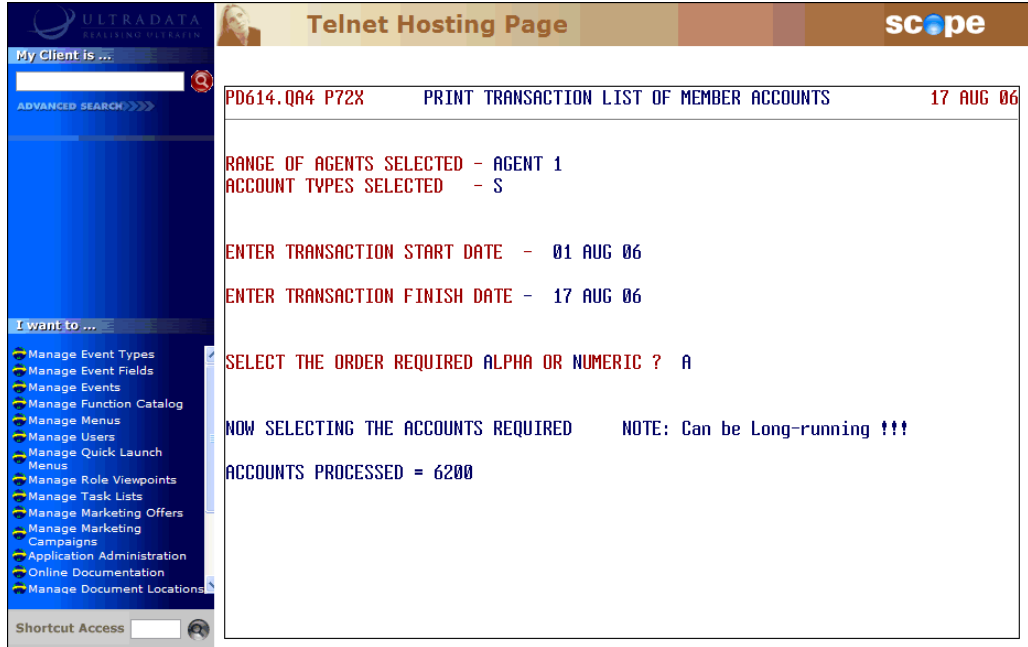 ULTRADATA
REALISING ULTRAFIN
Telnet Hosting Page
scope
My Client is ...
ADVANCED SEARCH
PD614.QA4 P72X PRINT TRANSACTION LIST OF MEMBER ACCOUNTS 17 AUG 06
RANGE OF AGENTS SELECTED - AGENT 1
ACCOUNT TYPES SELECTED - S
ENTER TRANSACTION START DATE - 01 AUG 06
ENTER TRANSACTION FINISH DATE - 17 AUG 06
SELECT THE ORDER REQUIRED ALPHA OR NUMERIC ? A
NOW SELECTING THE ACCOUNTS REQUIRED NOTE: Can be Long-running !!!
ACCOUNTS PROCESSED = 6200
I want to ...
Manage Event Types
Manage Event Fields
Manage Events
Manage Function Catalog
Manage Menus
Manage Users
Manage Quick Launch
Menus
Manage Role Viewpoints
Manage Task Lists
Manage Marketing Offers
Manage Marketing
Campaigns
Application Administration
Online Documentation
Manage Document Locations
Shortcut Access